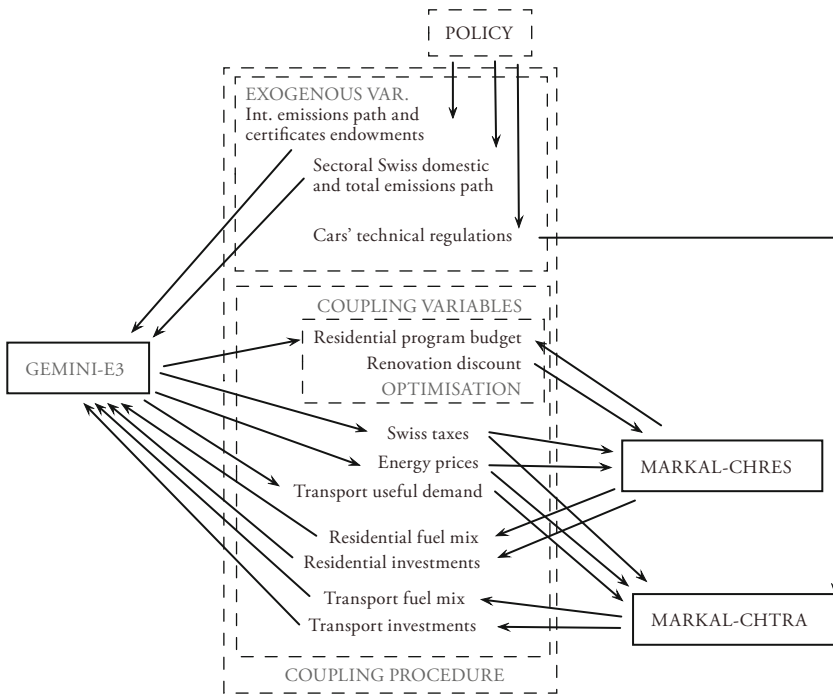 POLICY
EXOGENOUS VAR.
Int. emissions path and
certificates endowments
Sectoral Swiss domestic
and total emissions path
Cars' technical regulations
COUPLING VARIABLES
Residential program budget
Renovation discount
OPTIMISATION
GEMINI-E3
Swiss taxes
Energy prices
MARKAL-CHRES
Transport useful demand
Residential fuel mix
Residential investments
Transport fuel mix
MARKAL-CHTRA
Transport investments
COUPLING PROCEDURE